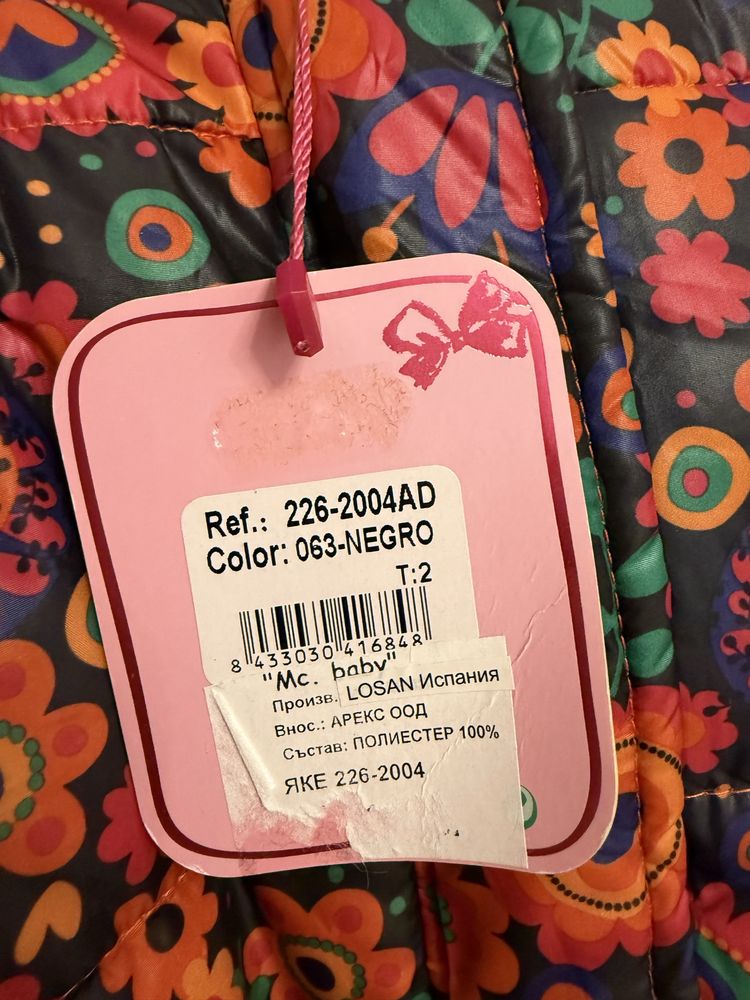 Ref.: 226-2004AD
Color: 063-NEGRO
T:2
8 433030 416848
"Mc. baby"
Произв. LOSAN Испания
Внос.: АРЕКС ООД
Състав: ПОЛИЕСТЕР 100%
ЯКЕ 226-2004